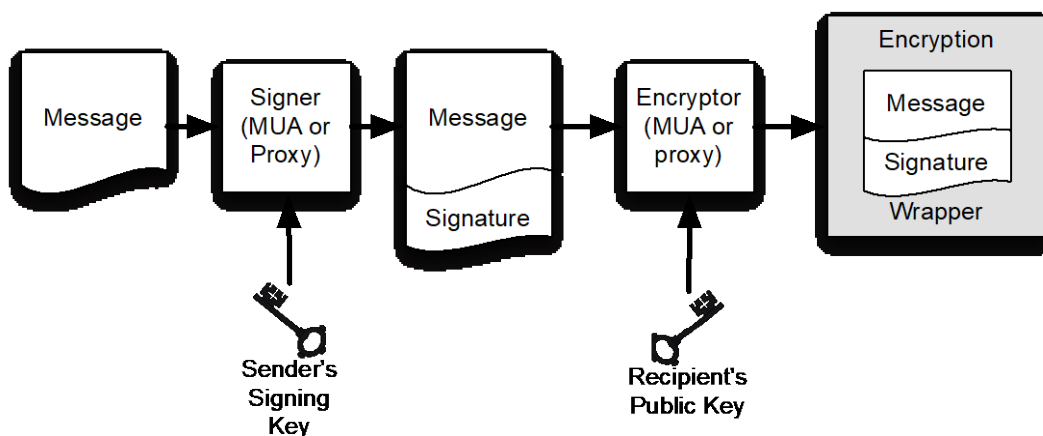 Message
Signer
(MUA or
Proxy)
Sender's
Signing
Key
Message
Signature
Encryptor
(MUA or
proxy)
Recipient's
Public Key
Encryption
Message
Signature
Wrapper